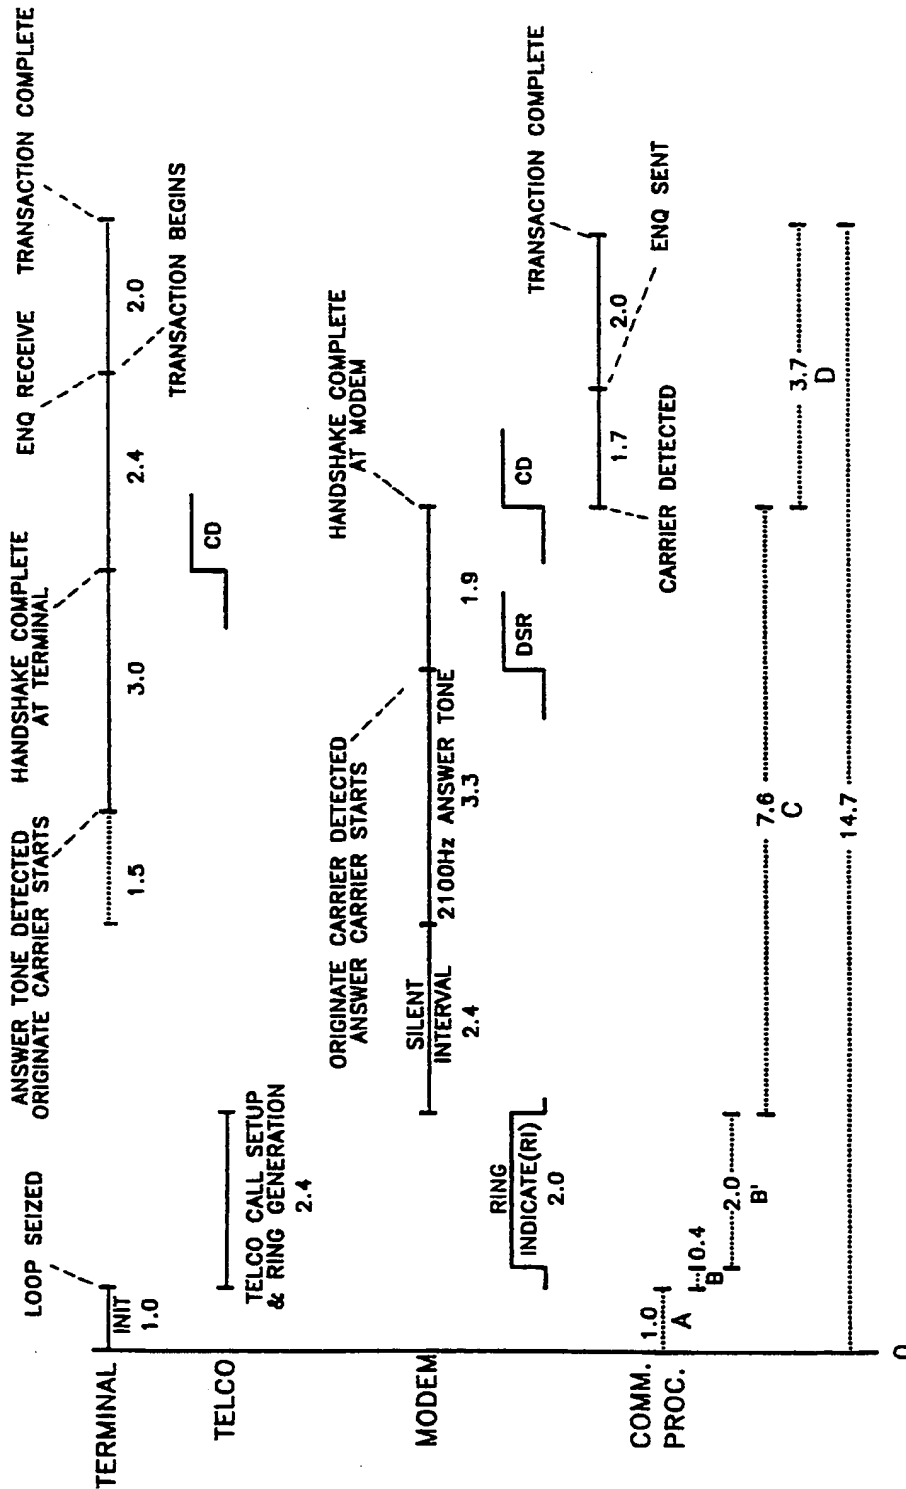 LOOP SEIZED
ANSWER TONE DETECTED
ORIGINATE CARRIER STARTS
HANDSHAKE COMPLETE
AT TERMINAL
ENQ RECEIVE
TRANSACTION COMPLETE
TERMINAL
INIT
1.0
1.5
3.0
2.4
2.0
TRANSACTION BEGINS
TELCO
TELCO CALL SETUP
& RING GENERATION
2.4
CD
ORIGINATE CARRIER DETECTED
ANSWER CARRIER STARTS
HANDSHAKE COMPLETE
AT MODEM
MODEM
SILENT
INTERVAL
2.4
2100Hz ANSWER TONE
3.3
1.9
RING
INDICATE(RI)
2.0
DSR
CD
TRANSACTION COMPLETE
1.7
2.0
CARRIER DETECTED
ENQ SENT
COMM.
PROC.
1.0
A
0.4
B
2.0
B'
7.6
C
3.7
D
14.7
0